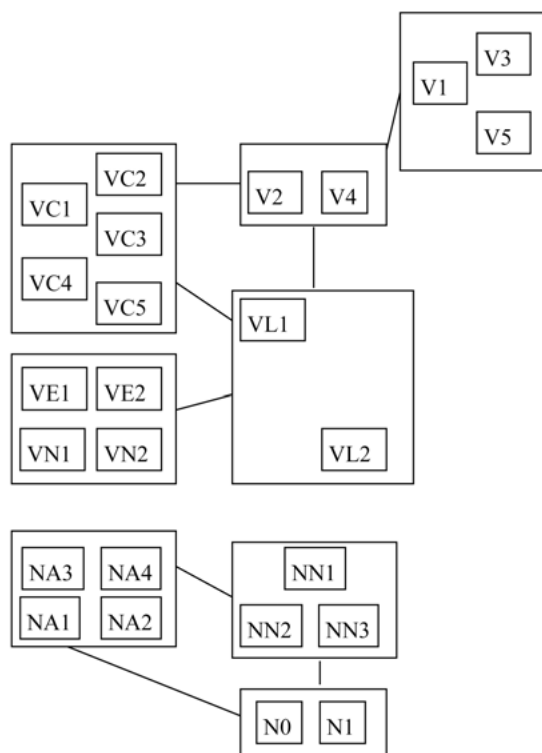 V3
V1
V5
VC2
VC1
VC3
VC4
VC5
V2 V4
VL1
VL2
VE1 VE2
VN1 VN2
NA3 NA4
NA1 NA2
NN1
NN2 NN3
N0 N1